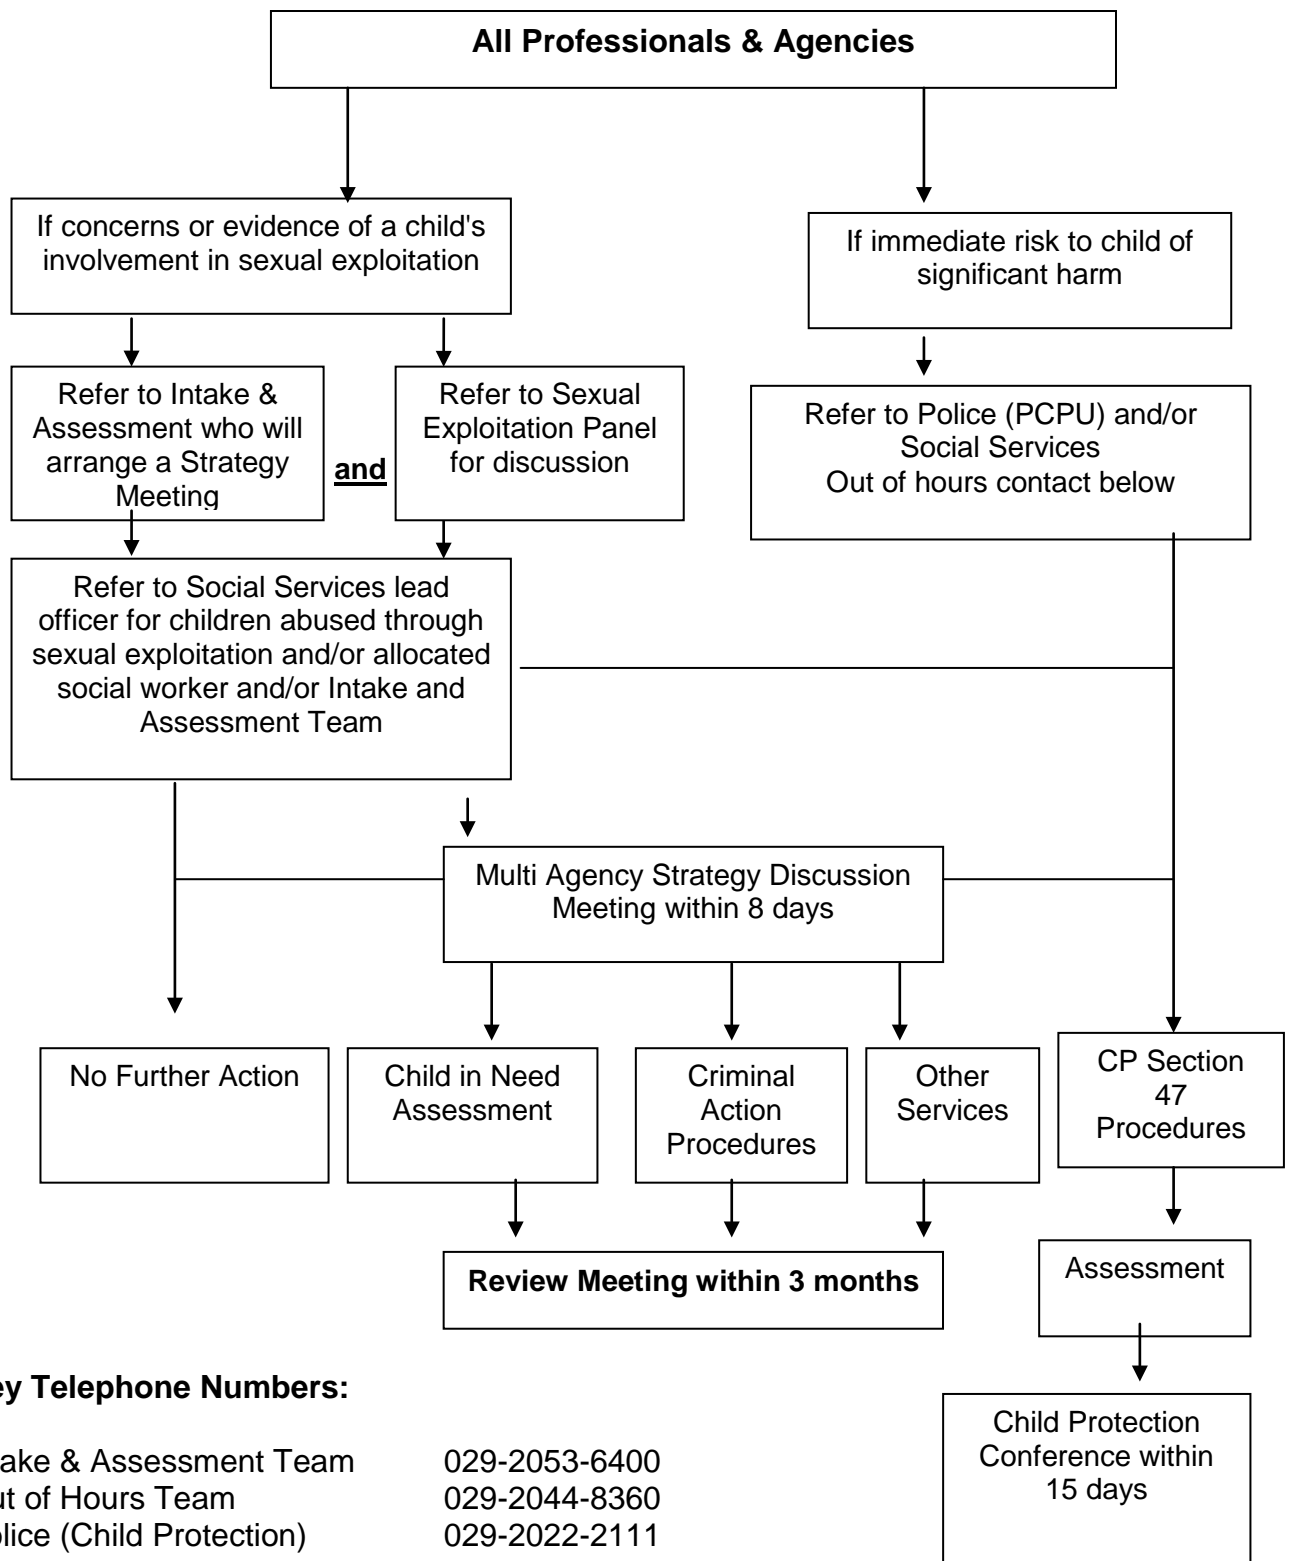 All Professionals & Agencies
If concerns or evidence of a child's
involvement in sexual exploitation
If immediate risk to child of
significant harm
Refer to Intake &
Assessment who will
arrange a Strategy
Meeting
and
Refer to Sexual
Exploitation Panel
for discussion
Refer to Police (PCPU) and/or
Social Services
Out of hours contact below
Refer to Social Services lead
officer for children abused through
sexual exploitation and/or allocated
social worker and/or Intake and
Assessment Team
Multi Agency Strategy Discussion
Meeting within 8 days
No Further Action
Child in Need
Assessment
Criminal
Action
Procedures
Other
Services
CP Section
47
Procedures
Review Meeting within 3 months
Assessment
Child Protection
Conference within
15 days
ey Telephone Numbers:
ake & Assessment Team 029-2053-6400
ut of Hours Team 029-2044-8360
olice (Child Protection) 029-2022-2111